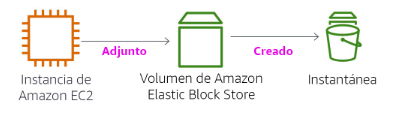 Adjunto
Creado
Instancia de
Amazon EC2
Volumen de Amazon
Elastic Block Store
Instantánea